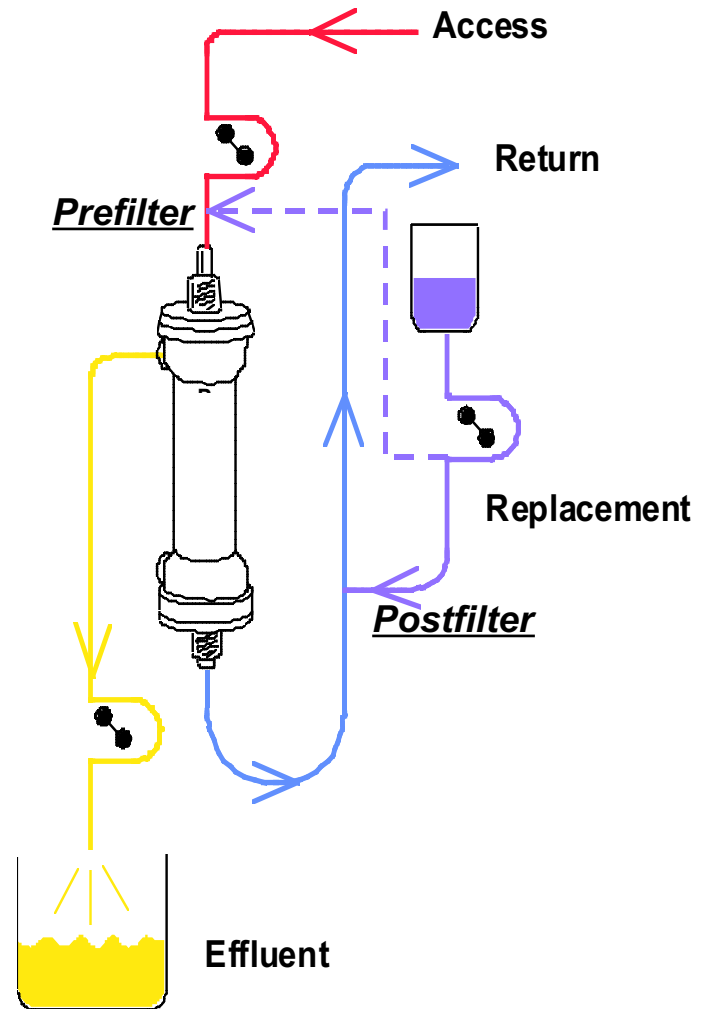 Access
Return
Prefilter
Replacement
Postfilter
Effluent